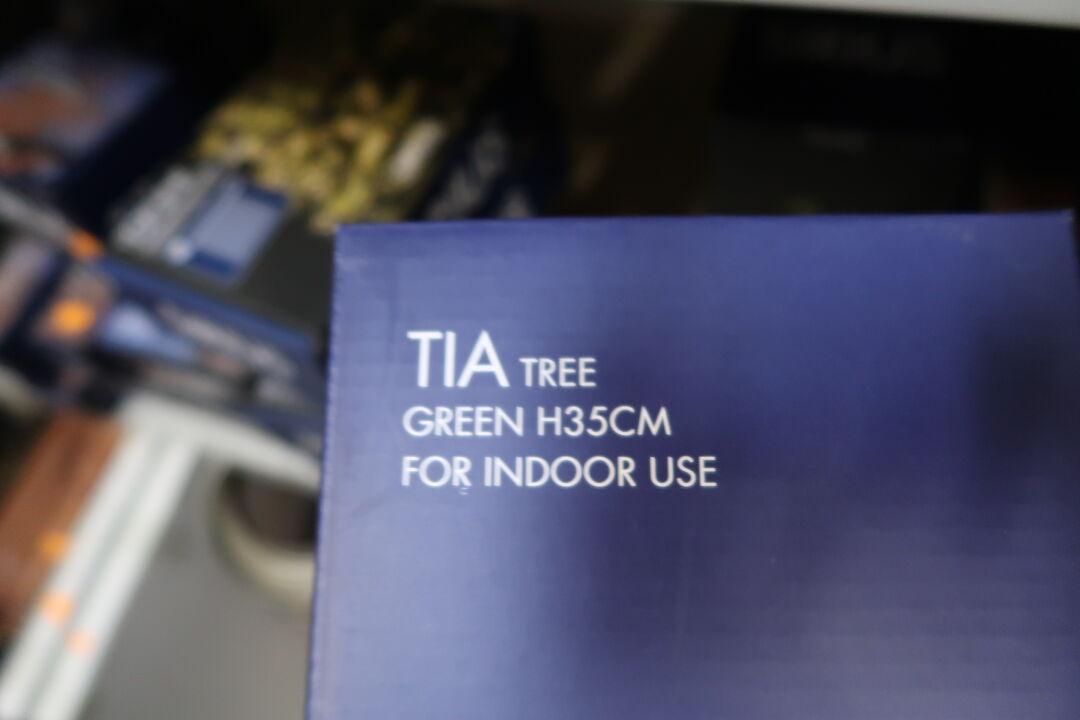 TIA TREE
GREEN H35CM
FOR INDOOR USE